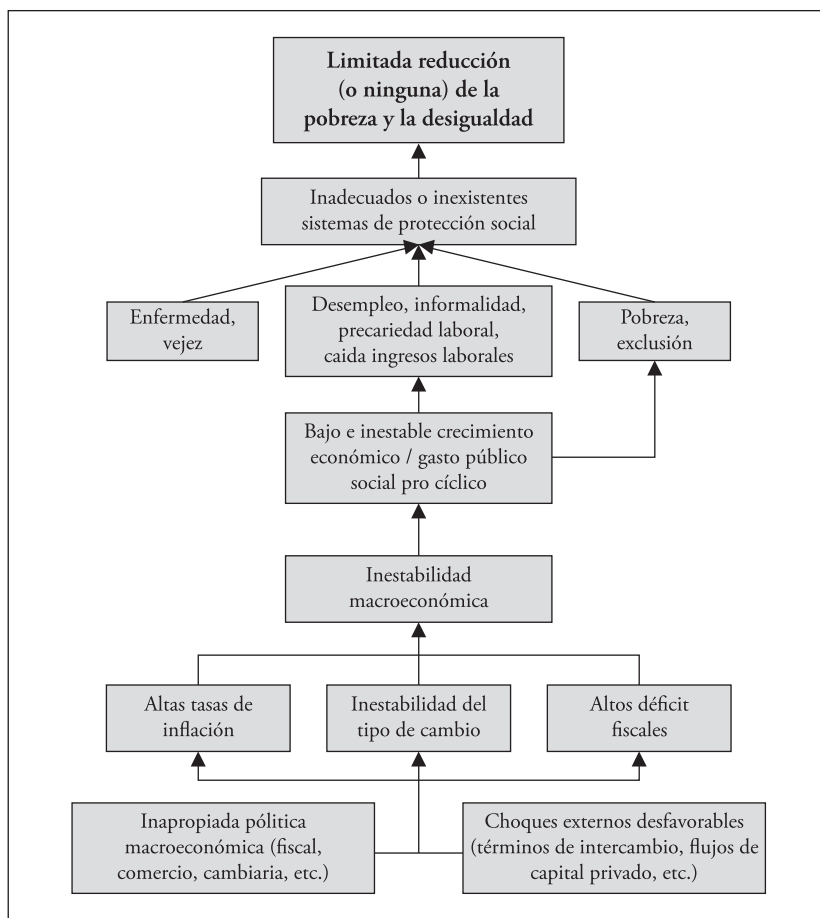 Limitada reducción
(o ninguna) de la
pobreza y la desigualdad
Inadecuados o inexistentes
sistemas de protección social
Enfermedad,
vejez
Desempleo, informalidad,
precariedad laboral,
caida ingresos laborales
Pobreza,
exclusión
Bajo e inestable crecimiento
económico / gasto público
social pro cíclico
Inestabilidad
macroeconómica
Altas tasas de
inflación
Inestabilidad del
tipo de cambio
Altos déficit
fiscales
Inapropiada pólitica
macroeconómica (fiscal,
comercio, cambiaria, etc.)
Choques externos desfavorables
(términos de intercambio, flujos de
capital privado, etc.)